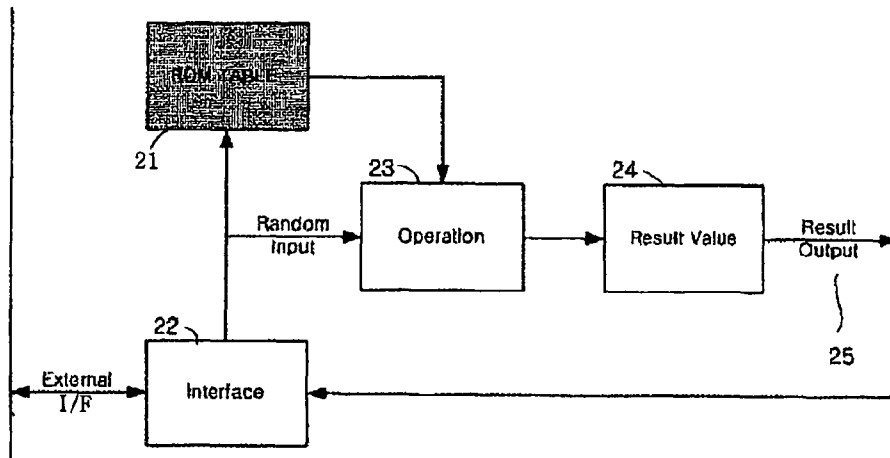 ROM TABLE
21
23
24
Random
Input
Operation
Result Value
Result
Output
22
25
External
I/F
Interface